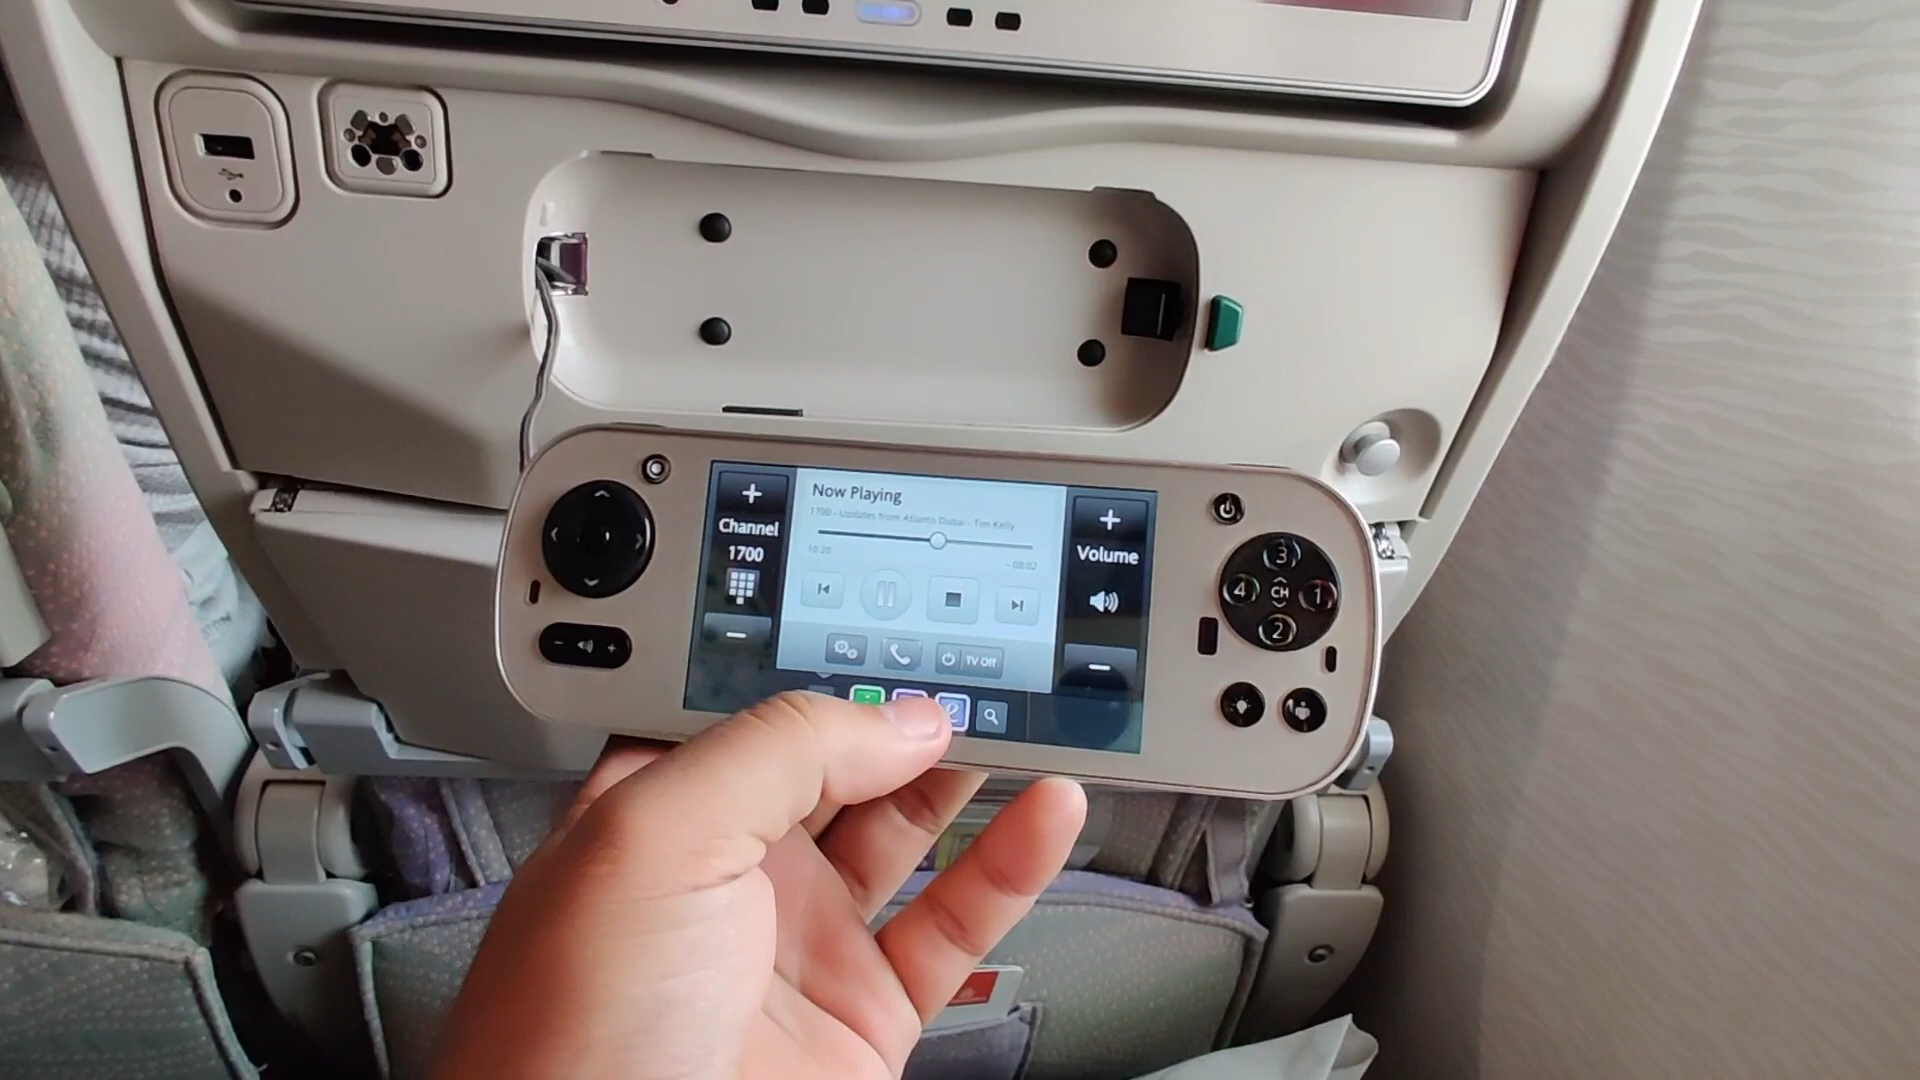 Now Playing
1700 - Updates from Atlantis Dubai - Tim Kelly
10:20
- 08:02
+
Channel
1700
−
+
Volume
−
TV Off
− +
3
4 CH 1
2